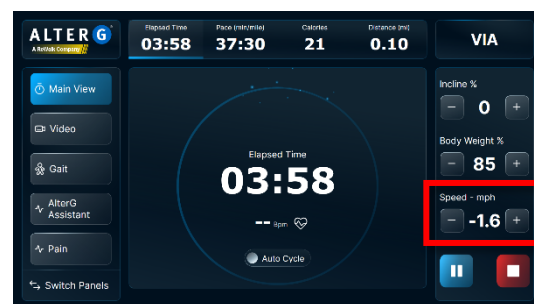 ALTER G
A ReWalk Company
Elapsed Time
03:58
Pace (min/mile)
37:30
Calories
21
Distance (mi)
0.10
VIA
Main View
Video
Gait
AlterG
Assistant
Pain
Switch Panels
Elapsed Time
03:58
-- Bpm
Auto Cycle
Incline %
− 0 +
Body Weight %
− 85 +
Speed - mph
− -1.6 +